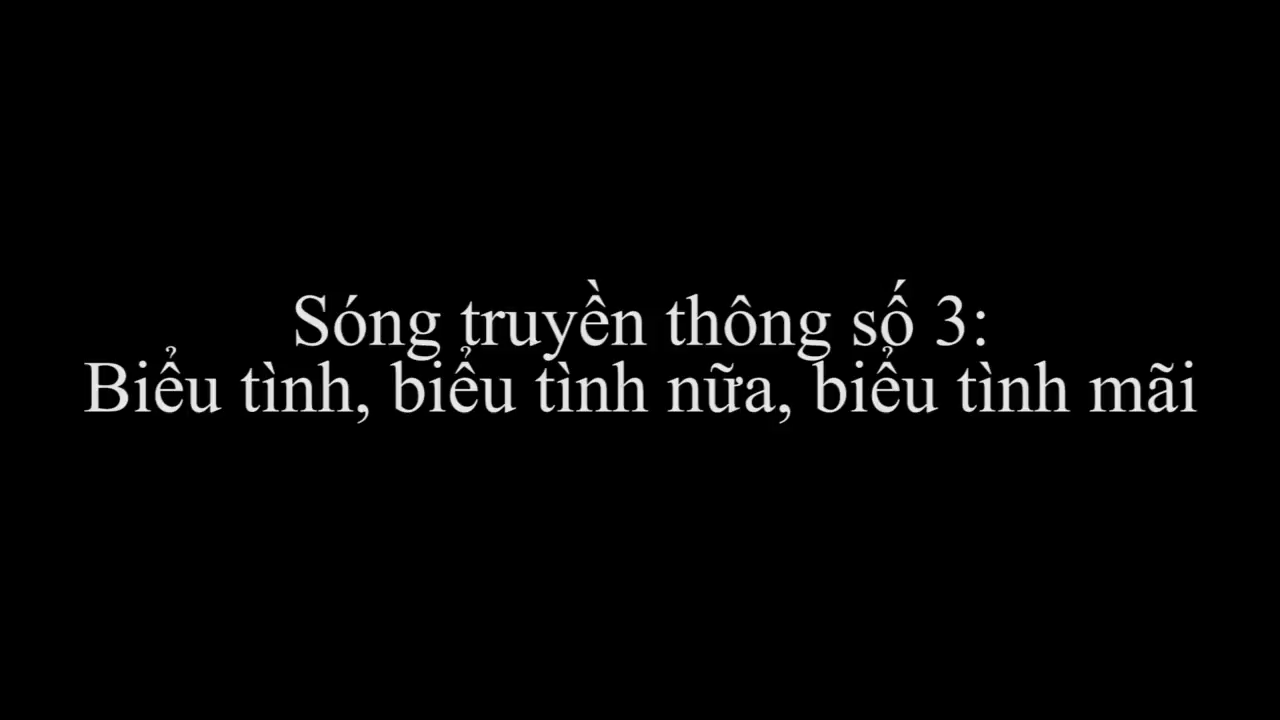 Sóng truyền thông số 3:
Biểu tình, biểu tình nữa, biểu tình mãi